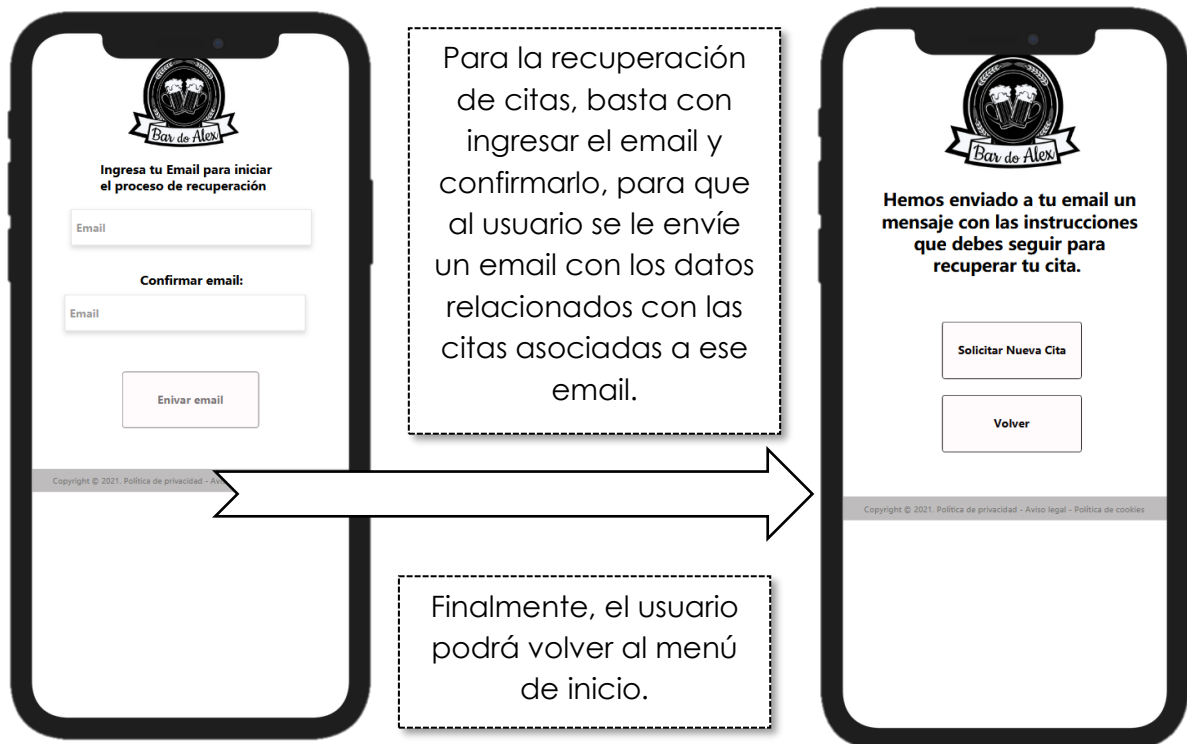 Bar do Alex
Ingresa tu Email para iniciar
el proceso de recuperación
Email
Confirmar email:
Email
Enivar email
Copyright © 2021. Política de privacidad -
Para la recuperación
de citas, basta con
ingresar el email y
confirmarlo, para que
al usuario se le envíe
un email con los datos
relacionados con las
citas asociadas a ese
email.
Finalmente, el usuario
podrá volver al menú
de inicio.
Bar do Alex
Hemos enviado a tu email un
mensaje con las instrucciones
que debes seguir para
recuperar tu cita.
Solicitar Nueva Cita
Volver
Copyright © 2021. Política de privacidad - Aviso legal - Política de cookies